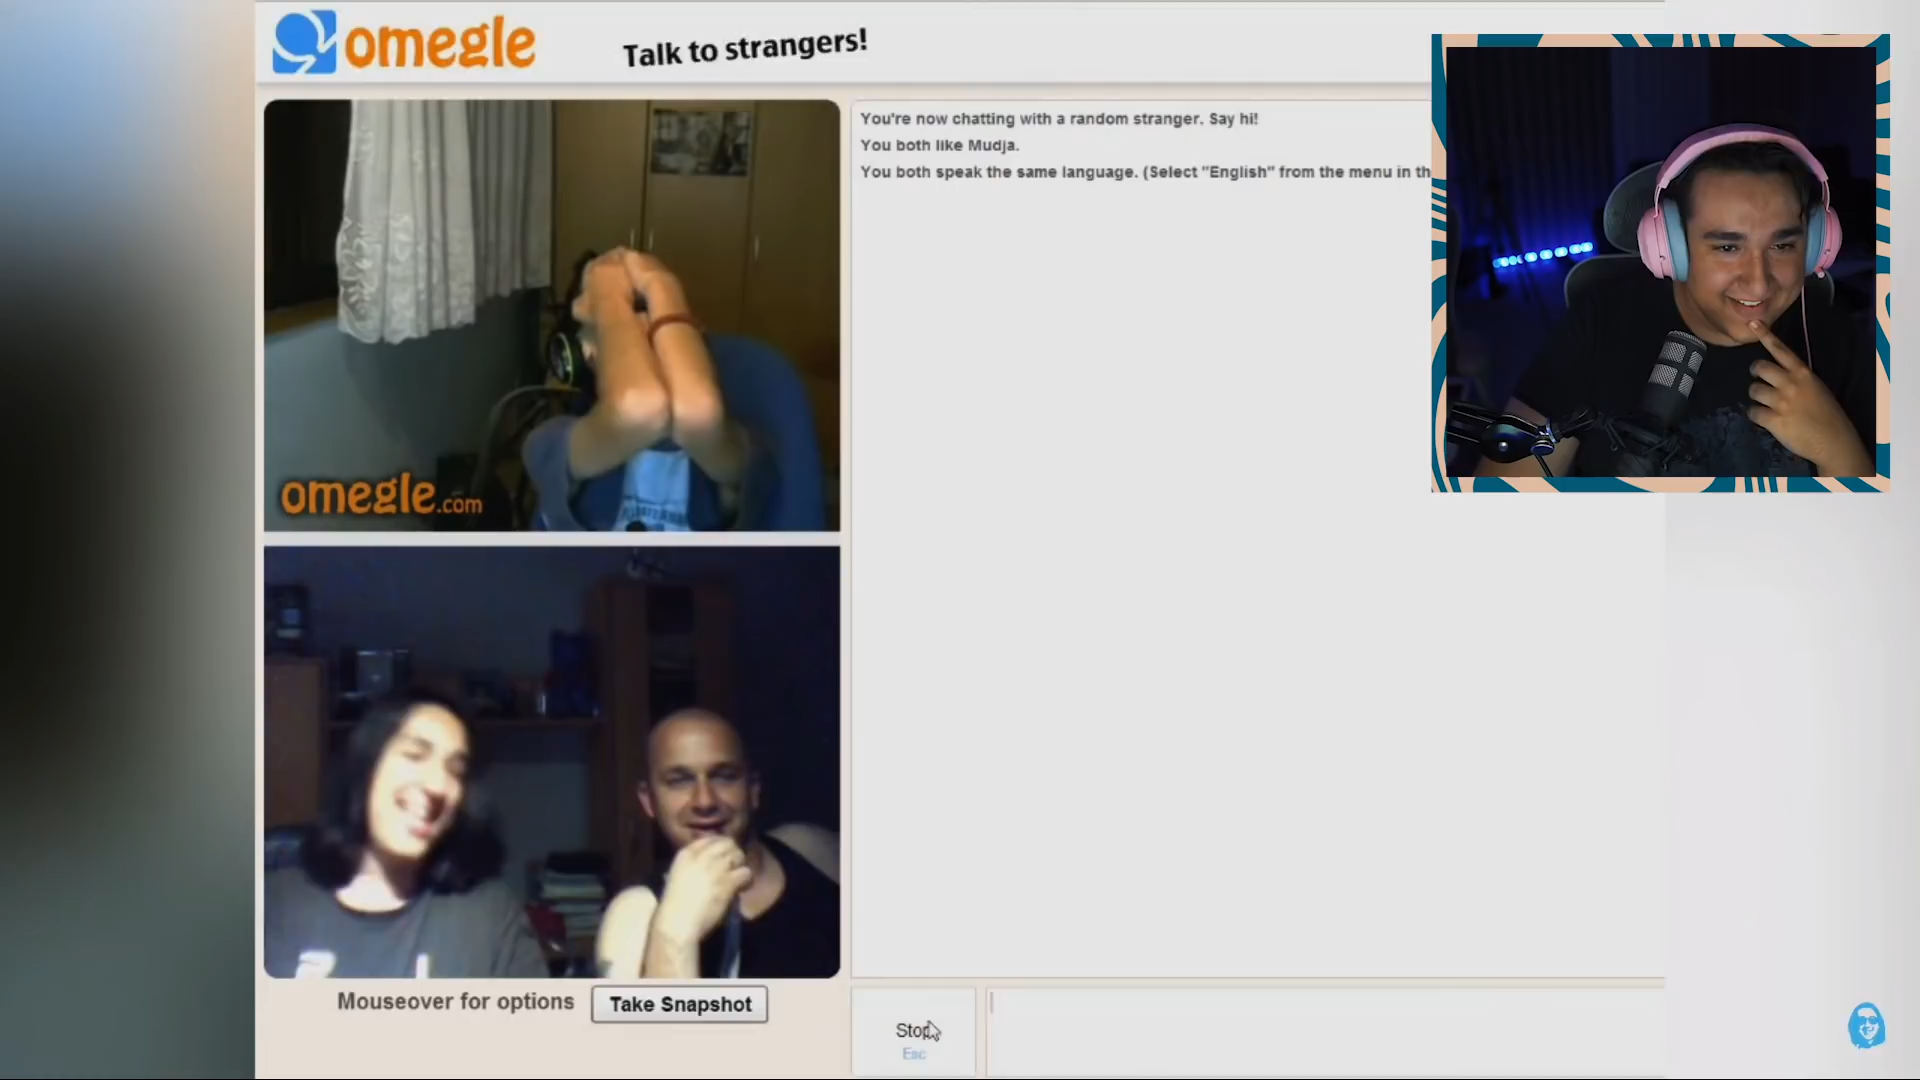 omegle
Talk to strangers!
You're now chatting with a random stranger. Say hi!
You both like Mudja.
You both speak the same language. (Select "English" from the menu in th
omegle.com
Mouseover for options
Take Snapshot
Stop
Esc